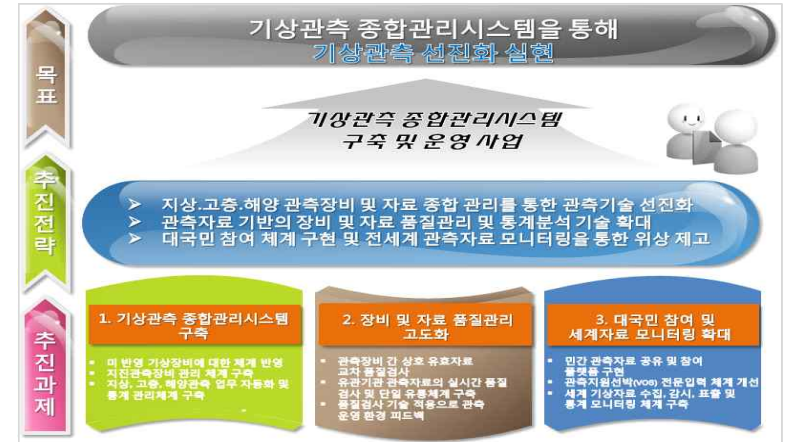 목표
기상관측 종합관리시스템을 통해
기상관측 선진화 실현
기상관측 종합관리시스템
구축 및 운영 사업
추진전략
➢ 지상.고층.해양 관측장비 및 자료 종합 관리를 통한 관측기술 선진화
➢ 관측자료 기반의 장비 및 자료 품질관리 및 통계분석 기술 확대
➢ 대국민 참여 체계 구현 및 전세계 관측자료 모니터링을 통한 위상 제고
추진과제
1. 기상관측 종합관리시스템
구축
▪ 미 반영 기상장비에 대한 체계 반영
▪ 지진관측장비 관리 체계 구축
▪ 지상, 고층, 해양관측 업무 자동화 및
통계 관리체계 구축
2. 장비 및 자료 품질관리
고도화
▪ 관측장비 간 상호 유효자료
교차 품질검사
▪ 유관기관 관측자료의 실시간 품질
검사 및 단일 유통체계 구축
▪ 품질검사 기술 적용으로 관측
운영 환경 피드백
3. 대국민 참여 및
세계자료 모니터링 확대
▪ 민간 관측자료 공유 및 참여
플랫폼 구현
▪ 관측지원선박(VOS) 전문입력 체계 개선
▪ 세계 기상자료 수집, 감시, 표출 및
통계 모니터링 체계 구축